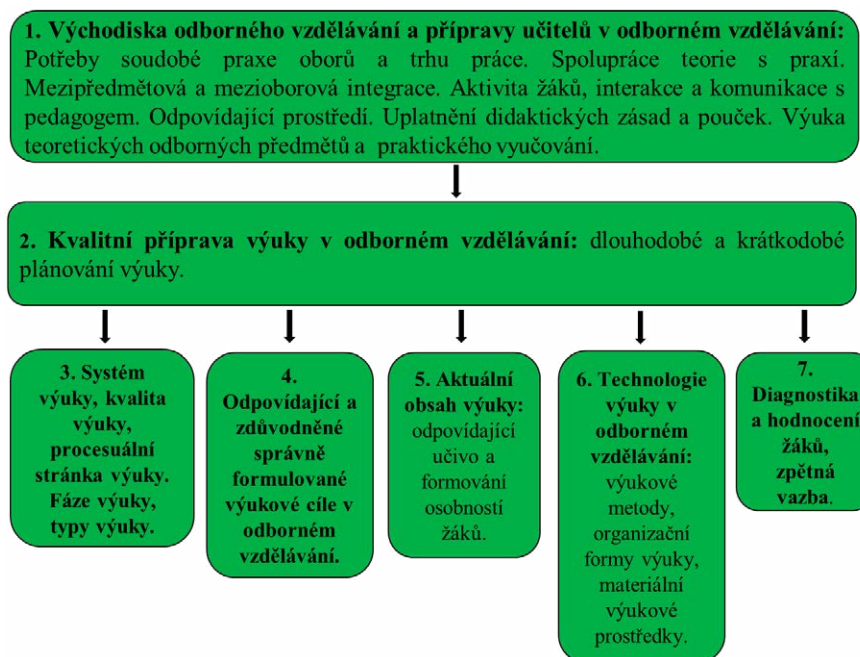 1. Východiska odborného vzdělávání a přípravy učitelů v odborném vzdělávání:
Potřeby soudobé praxe oborů a trhu práce. Spolupráce teorie s praxí.
Mezipředmětová a mezioborová integrace. Aktivita žáků, interakce a komunikace s
pedagogem. Odpovídající prostředí. Uplatnění didaktických zásad a pouček. Výuka
teoretických odborných předmětů a praktického vyučování.
2. Kvalitní příprava výuky v odborném vzdělávání: dlouhodobé a krátkodobé
plánování výuky.
3. Systém
výuky, kvalita
výuky,
procesuální
stránka výuky.
Fáze výuky,
typy výuky.
4.
Odpovídající a
zdůvodněné
správně
formulované
výukové cíle v
odborném
vzdělávání.
5. Aktuální
obsah výuky:
odpovídající
učivo a
formování
osobností
žáků.
6. Technologie
výuky v
odborném
vzdělávání:
výukové
metody,
organizační
formy výuky,
materiální
výukové
prostředky.
7.
Diagnostika
a hodnocení
žáků,
zpětná
vazba.